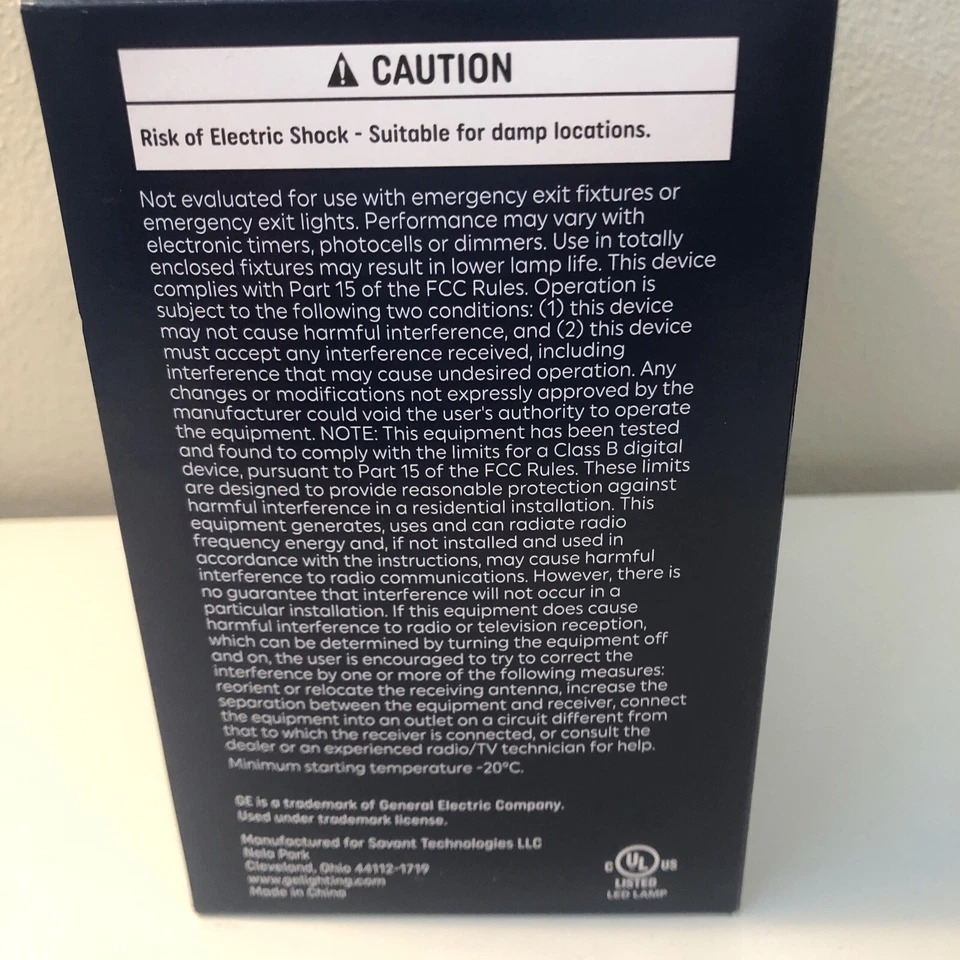 ⚠ CAUTION
Risk of Electric Shock - Suitable for damp locations.
Not evaluated for use with emergency exit fixtures or
emergency exit lights. Performance may vary with
electronic timers, photocells or dimmers. Use in totally
enclosed fixtures may result in lower lamp life. This device
complies with Part 15 of the FCC Rules. Operation is
subject to the following two conditions: (1) this device
may not cause harmful interference, and (2) this device
must accept any interference received, including
interference that may cause undesired operation. Any
changes or modifications not expressly approved by the
manufacturer could void the user's authority to operate
the equipment. NOTE: This equipment has been tested
and found to comply with the limits for a Class B digital
device, pursuant to Part 15 of the FCC Rules. These limits
are designed to provide reasonable protection against
harmful interference in a residential installation. This
equipment generates, uses and can radiate radio
frequency energy and, if not installed and used in
accordance with the instructions, may cause harmful
interference to radio communications. However, there is
no guarantee that interference will not occur in a
particular installation. If this equipment does cause
harmful interference to radio or television reception,
which can be determined by turning the equipment off
and on, the user is encouraged to try to correct the
interference by one or more of the following measures:
reorient or relocate the receiving antenna, increase the
separation between the equipment and receiver, connect
the equipment into an outlet on a circuit different from
that to which the receiver is connected, or consult the
dealer or an experienced radio/TV technician for help.
Minimum starting temperature -20°C.
GE is a trademark of General Electric Company.
Used under trademark license.
Manufactured for Savant Technologies LLC
Nela Park
Cleveland, Ohio 44112-1719
www.gelighting.com
Made in China
C UL US
LISTED
LED LAMP